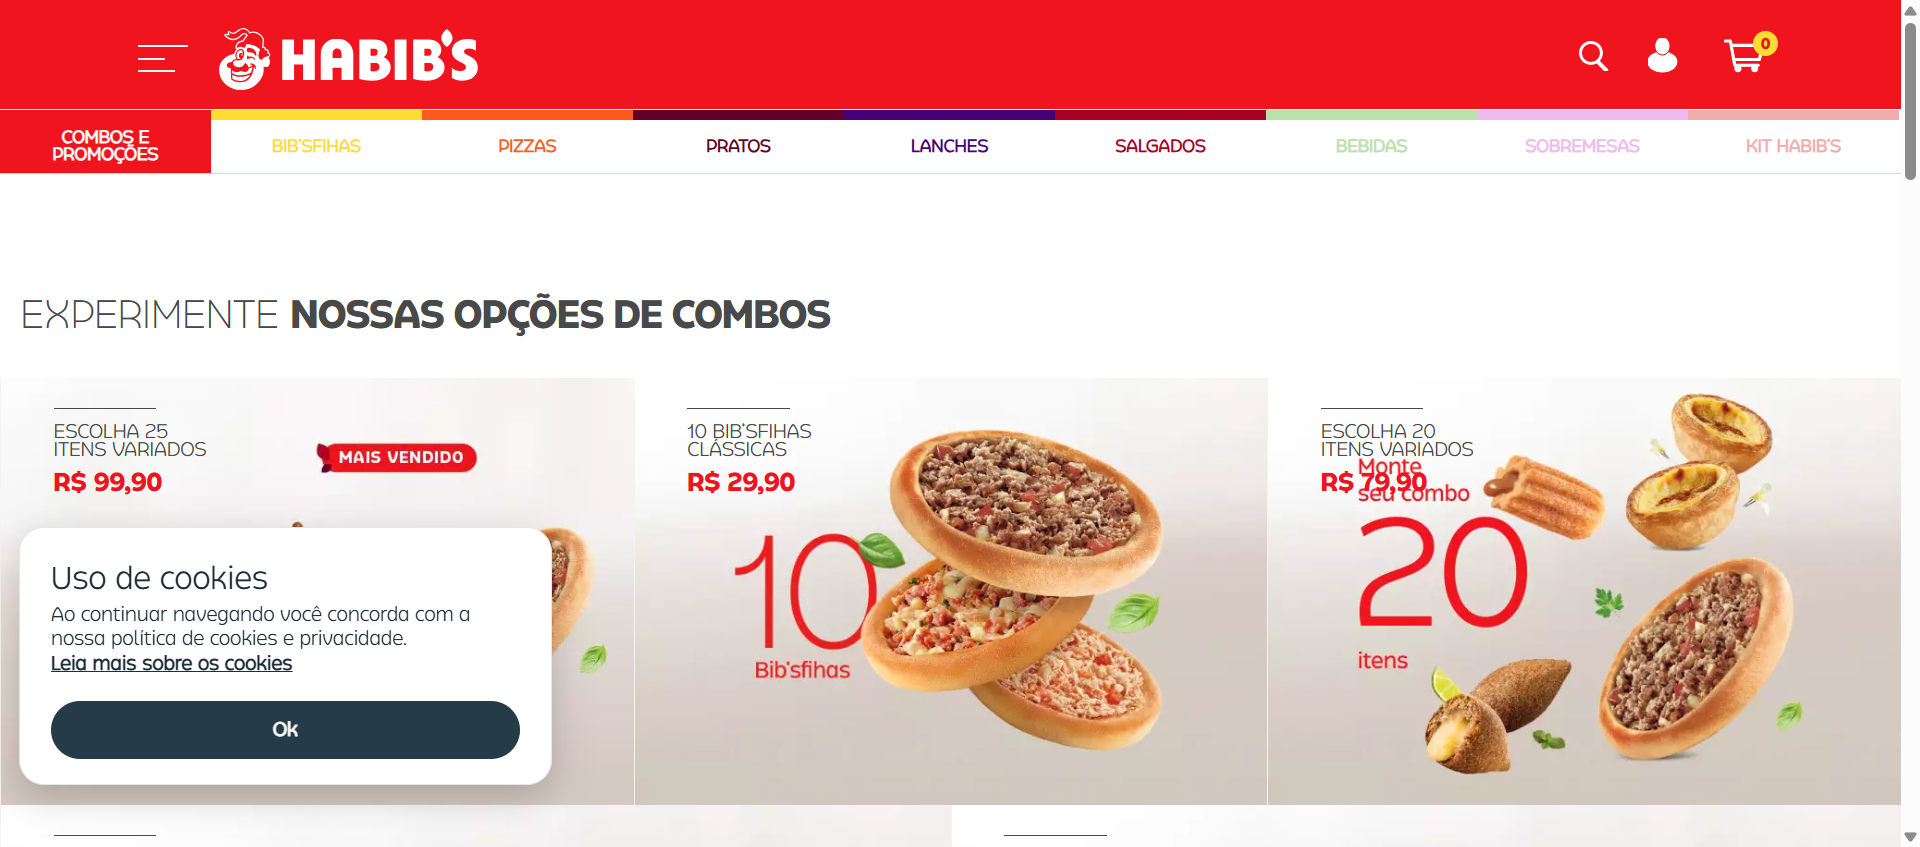 HABIB'S
0
COMBOS E
PROMOÇÕES
BIB'SFIHAS
PIZZAS
PRATOS
LANCHES
SALGADOS
BEBIDAS
SOBREMESAS
KIT HABIB'S
EXPERIMENTE NOSSAS OPÇÕES DE COMBOS
ESCOLHA 25
ITENS VARIADOS
R$ 99,90
MAIS VENDIDO
10 BIB'SFIHAS
CLÁSSICAS
R$ 29,90
10
Bib'sfihas
ESCOLHA 20
ITENS VARIADOS
R$ 79,90
Monte
seu combo
20
itens
Uso de cookies
Ao continuar navegando você concorda com a
nossa política de cookies e privacidade.
Leia mais sobre os cookies
Ok